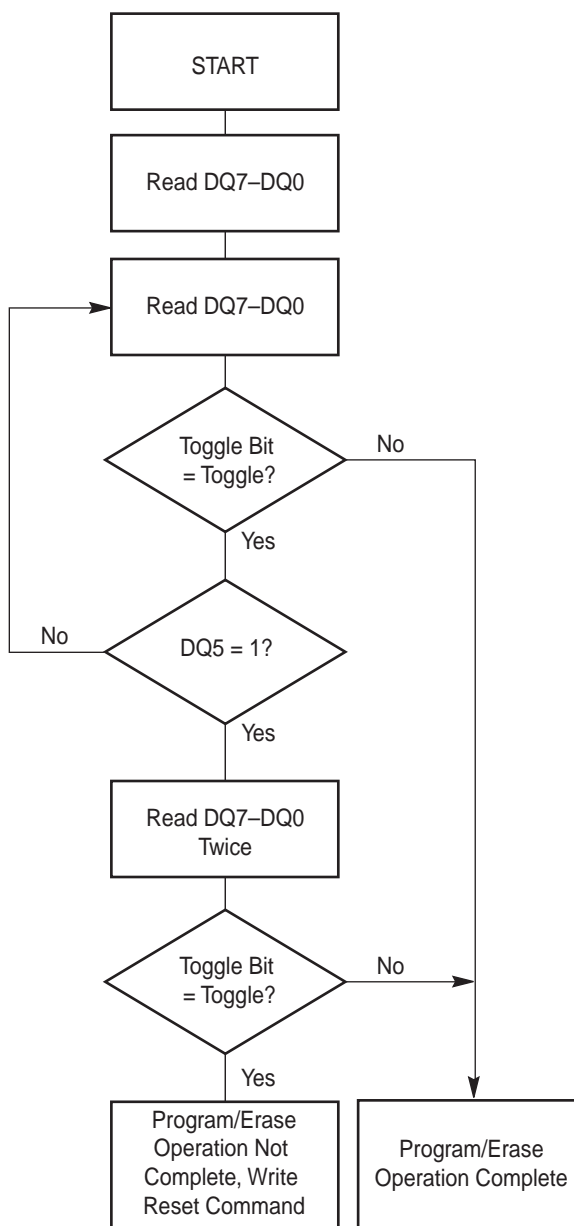 START
Read DQ7–DQ0
Read DQ7–DQ0
Toggle Bit
= Toggle?
No
Yes
No
DQ5 = 1?
Yes
Read DQ7–DQ0
Twice
Toggle Bit
= Toggle?
No
Yes
Program/Erase
Operation Not
Complete, Write
Reset Command
Program/Erase
Operation Complete